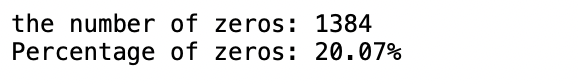 the number of zeros: 1384
Percentage of zeros: 20.07%